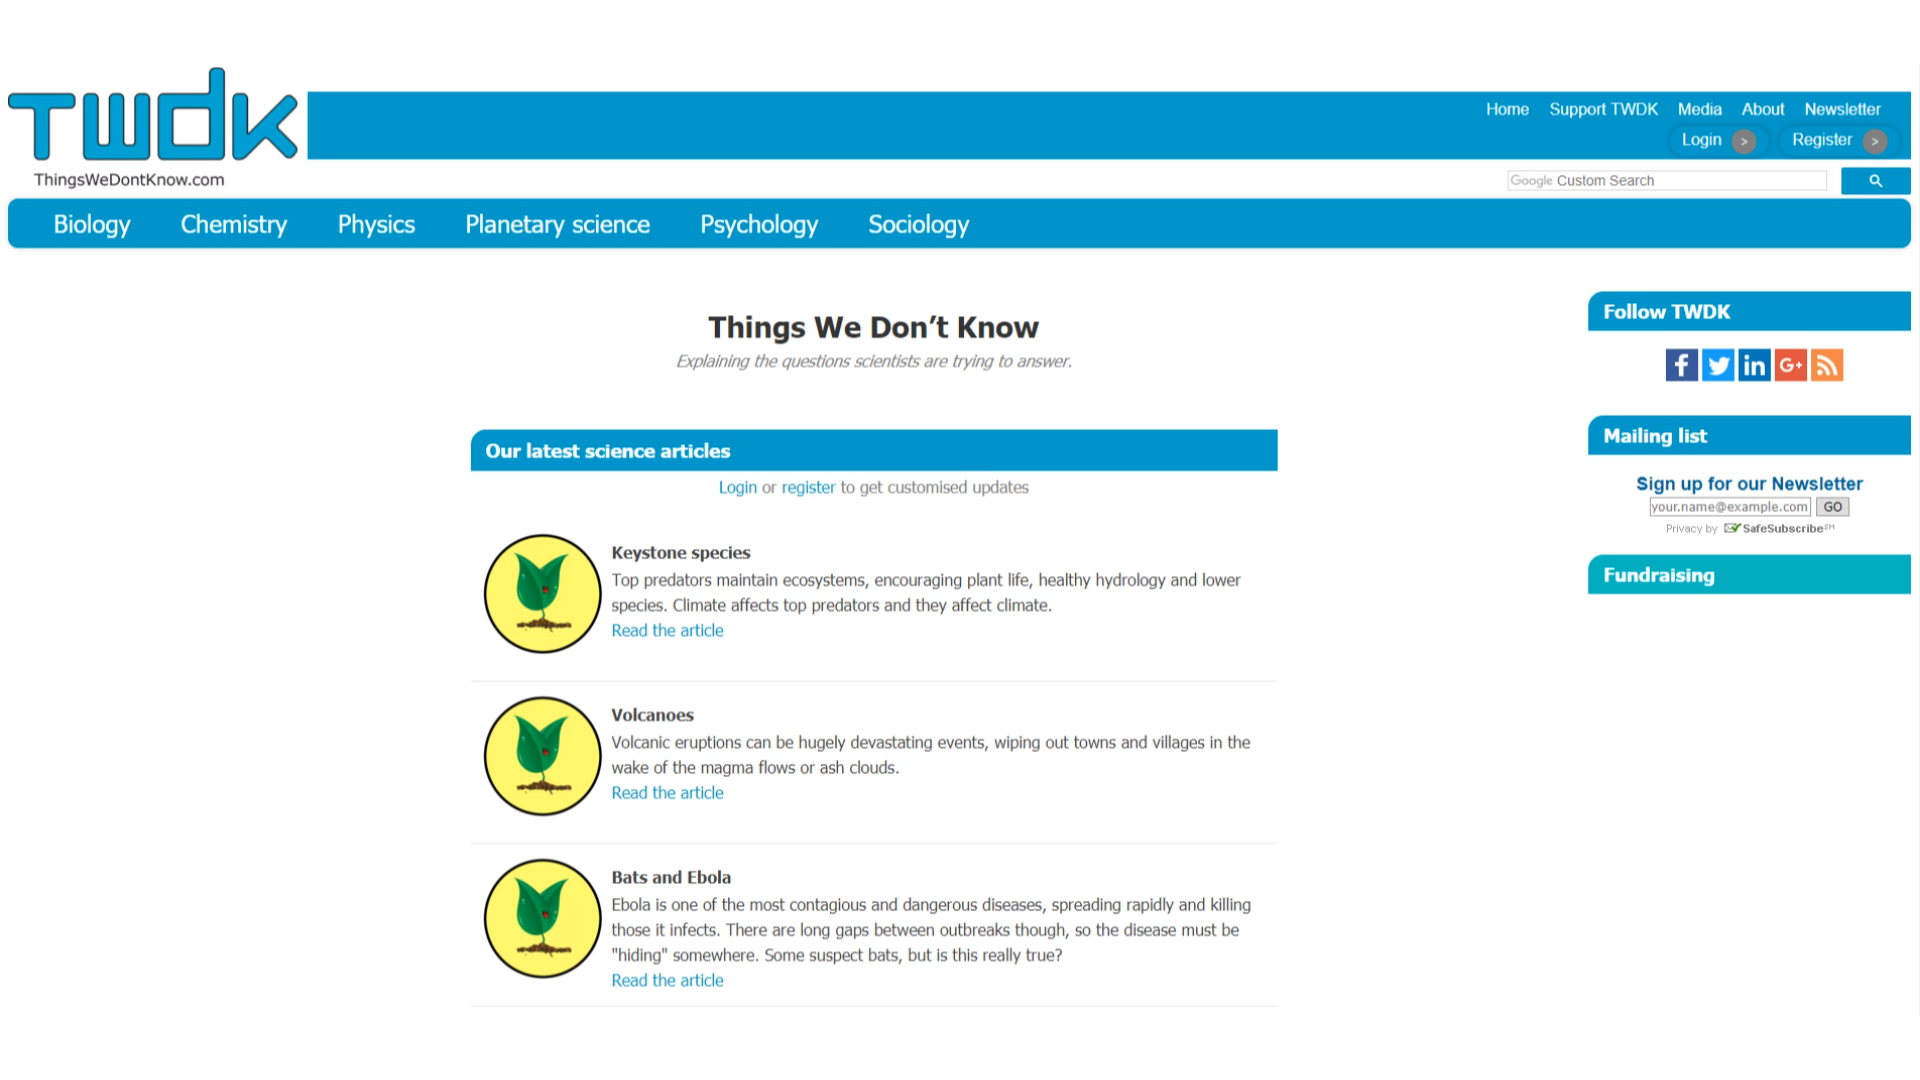 TWDK
ThingsWeDontKnow.com
Home Support TWDK Media About Newsletter
Login > Register >
Google Custom Search
Biology Chemistry Physics Planetary science Psychology Sociology
Things We Don’t Know
Explaining the questions scientists are trying to answer.
Our latest science articles
Login or register to get customised updates
Keystone species
Top predators maintain ecosystems, encouraging plant life, healthy hydrology and lower
species. Climate affects top predators and they affect climate.
Read the article
Volcanoes
Volcanic eruptions can be hugely devastating events, wiping out towns and villages in the
wake of the magma flows or ash clouds.
Read the article
Bats and Ebola
Ebola is one of the most contagious and dangerous diseases, spreading rapidly and killing
those it infects. There are long gaps between outbreaks though, so the disease must be
"hiding" somewhere. Some suspect bats, but is this really true?
Read the article
Follow TWDK
f in G+
Mailing list
Sign up for our Newsletter
your.name@example.com GO
Privacy by SafeSubscribe℠
Fundraising